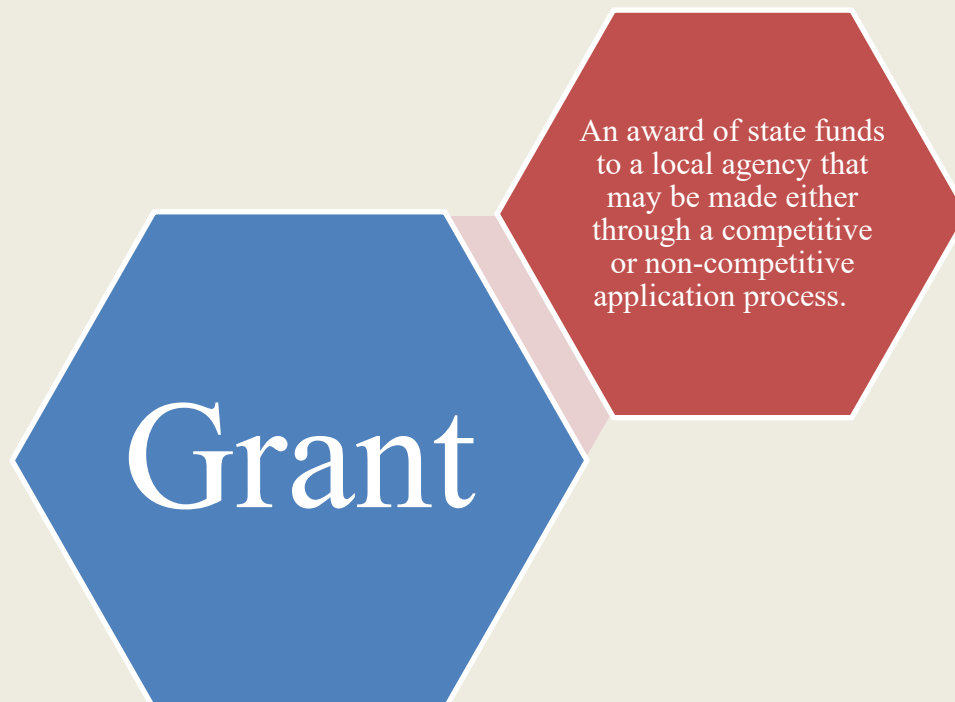 An award of state funds
to a local agency that
may be made either
through a competitive
or non-competitive
application process.
Grant